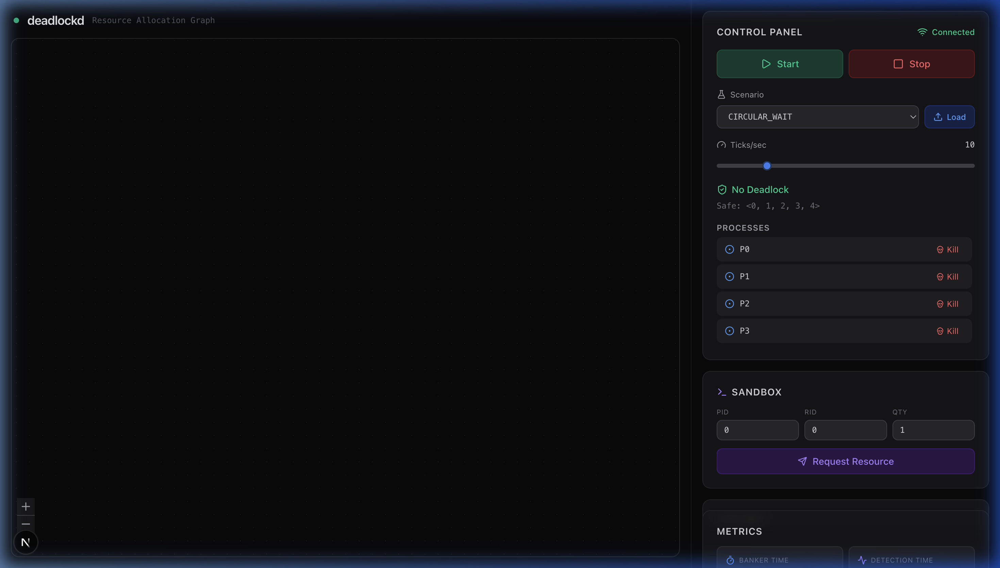 deadlockd Resource Allocation Graph
CONTROL PANEL Connected
Start Stop
Scenario
CIRCULAR_WAIT Load
Ticks/sec 10
No Deadlock
Safe: <0, 1, 2, 3, 4>
PROCESSES
P0 Kill
P1 Kill
P2 Kill
P3 Kill
SANDBOX
PID RID QTY
0 0 1
Request Resource
METRICS
BANKER TIME DETECTION TIME
N